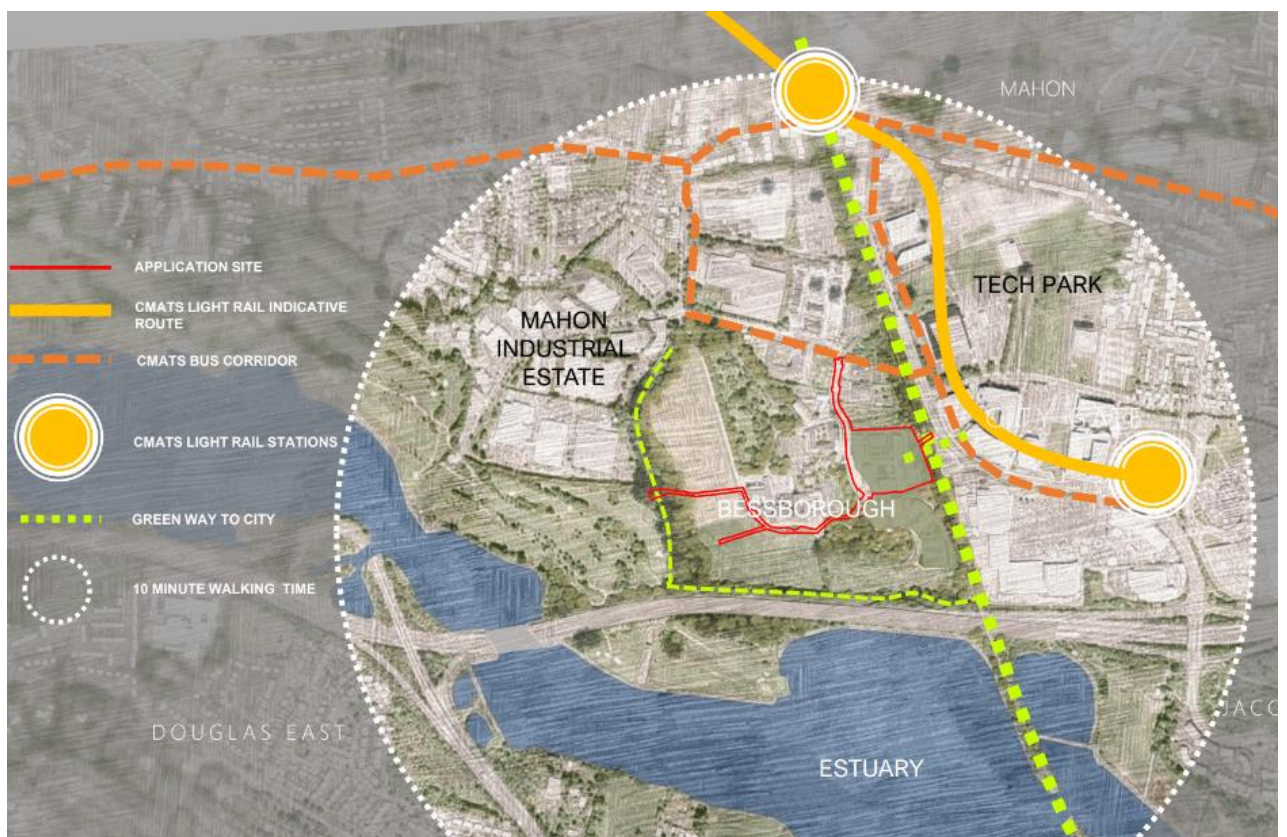 MAHON
APPLICATION SITE
CMATS LIGHT RAIL INDICATIVE
ROUTE
TECH PARK
MAHON
INDUSTRIAL
ESTATE
CMATS BUS CORRIDOR
CMATS LIGHT RAIL STATIONS
BESSBOROUGH
GREEN WAY TO CITY
10 MINUTE WALKING TIME
JACC
DOUGLAS EAST
ESTUARY